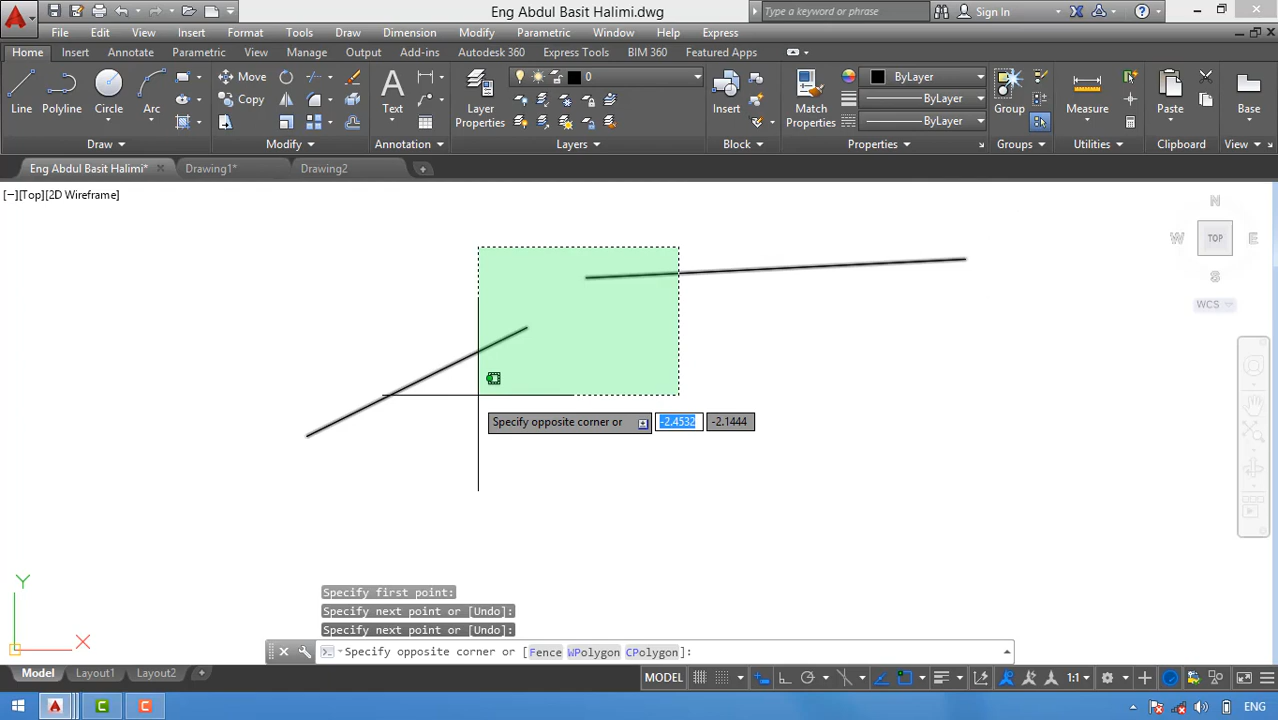 Eng Abdul Basit Halimi.dwg
Type a keyword or phrase
Sign In
File Edit View Insert Format Tools Draw Dimension Modify Parametric Window Help Express
Home Insert Annotation Parametric View Manage Output Add-ins Autodesk 360 Express Tools BIM 360 Featured Apps
Move
0
ByLayer
Copy
ByLayer
Line Polyline Circle Arc Text Layer Properties Insert Match Properties Group Measure Paste Base
ByLayer
Draw Modify Annotation Layers Block Properties Groups Utilities Clipboard View
Eng Abdul Basit Halimi* Drawing1* Drawing2
[−][Top][2D Wireframe]
N
W TOP E
S
WCS
Specify opposite corner or -2.4532 -2.1444
Y
X
Specify first point:
Specify next point or [Undo]:
Specify next point or [Undo]:
Specify opposite corner or [Fence WPolygon CPolygon]:
Model Layout1 Layout2 + MODEL 1:1
ENG